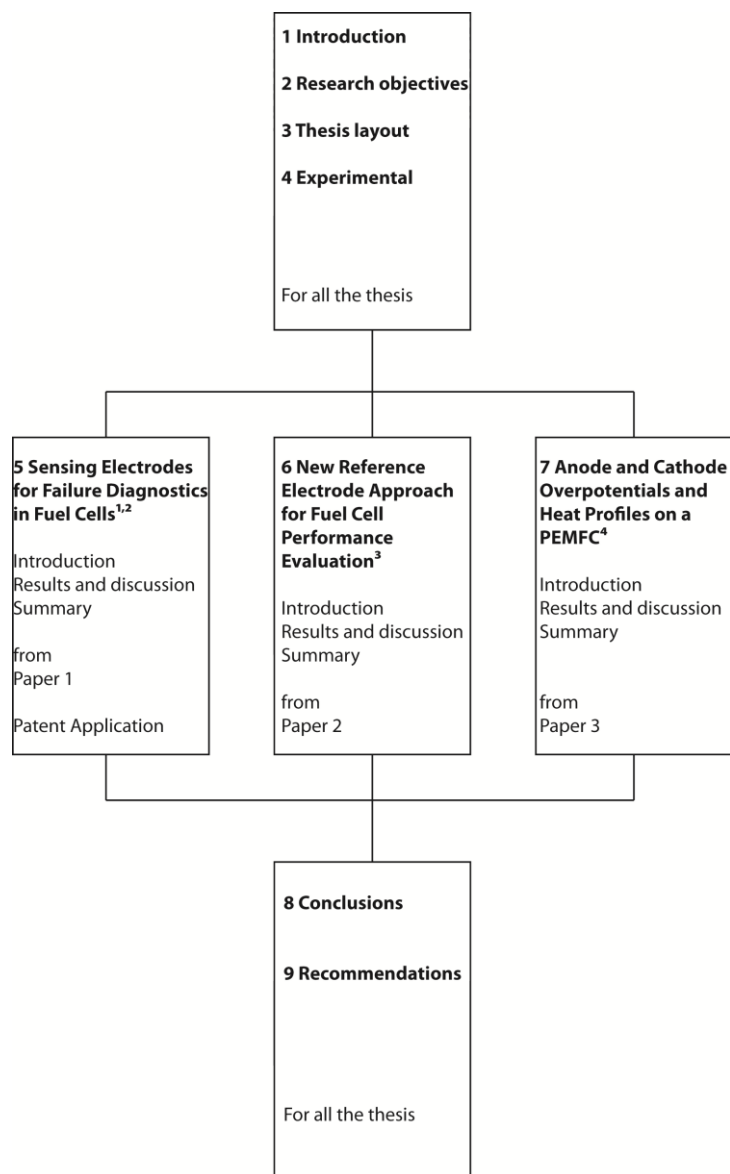 1 Introduction
2 Research objectives
3 Thesis layout
4 Experimental
For all the thesis
5 Sensing Electrodes
for Failure Diagnostics
in Fuel Cells¹,²
Introduction
Results and discussion
Summary
from
Paper 1
Patent Application
6 New Reference
Electrode Approach
for Fuel Cell
Performance
Evaluation³
Introduction
Results and discussion
Summary
from
Paper 2
7 Anode and Cathode
Overpotentials and
Heat Profiles on a
PEMFC⁴
Introduction
Results and discussion
Summary
from
Paper 3
8 Conclusions
9 Recommendations
For all the thesis